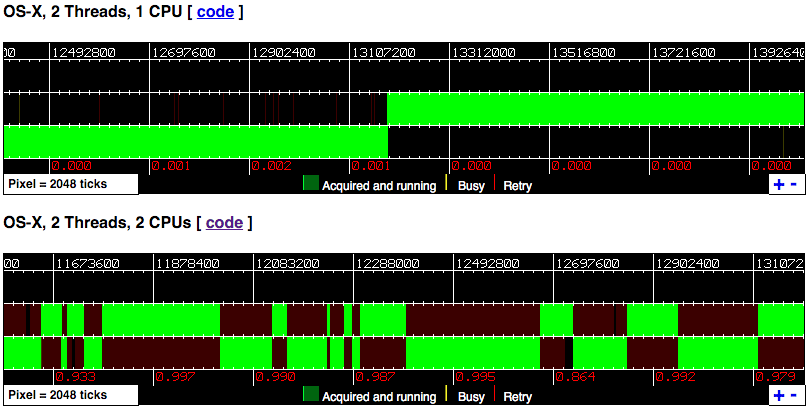 OS-X, 2 Threads, 1 CPU [ code ]
00 12492800 12697600 12902400 13107200 13312000 13516800 13721600 1392640
0.000 0.001 0.002 0.001 0.000 0.000 0.000 0.000
Pixel = 2048 ticks Acquired and running Busy Retry + -
OS-X, 2 Threads, 2 CPUs [ code ]
00 11673600 11878400 12083200 12288000 12492800 12697600 12902400 131072
0.933 0.997 0.990 0.987 0.995 0.864 0.992 0.979
Pixel = 2048 ticks Acquired and running Busy Retry + -